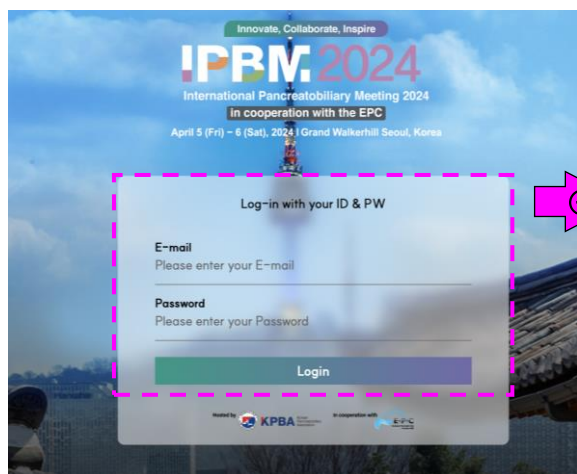 Innovate, Collaborate, Inspire
IPBM 2024
International Pancreatobiliary Meeting 2024
in cooperation with the EPC
April 5 (Fri) - 6 (Sat), 2024 | Grand Walkerhill Seoul, Korea
Log-in with your ID & PW
E-mail
Please enter your E-mail
Password
Please enter your Password
Login
Hosted by KPBA in cooperation with E·P·C